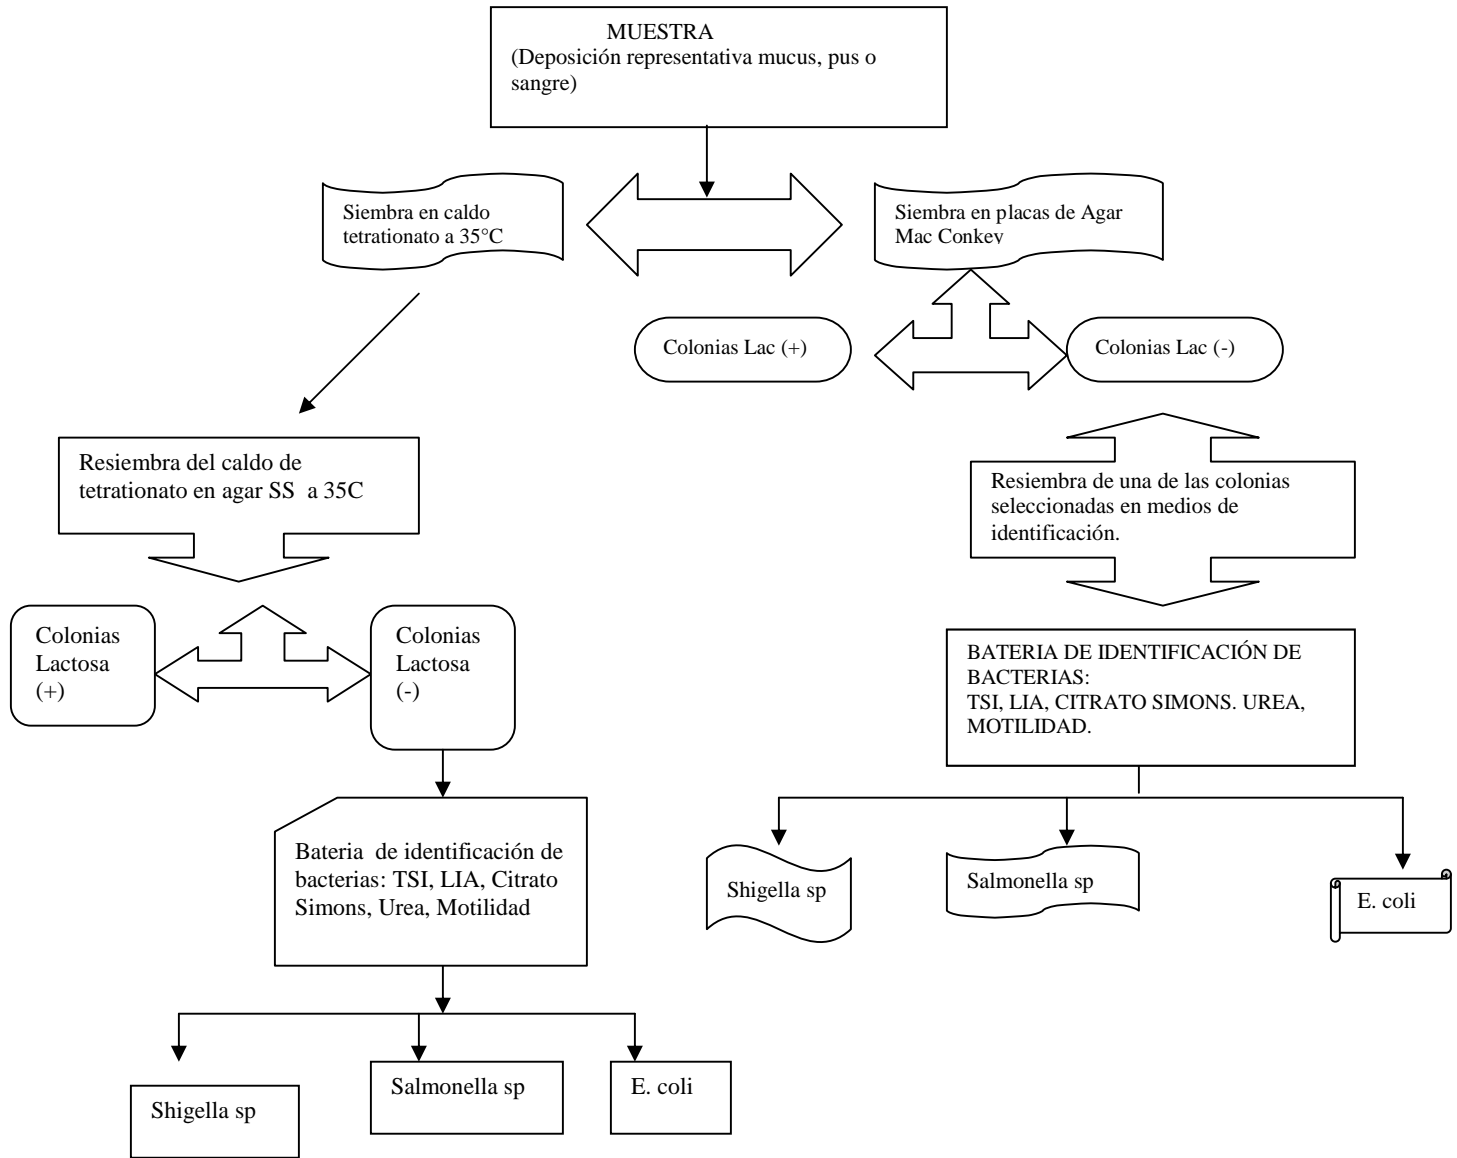 MUESTRA
(Deposición representativa mucus, pus o
sangre)
Siembra en caldo
tetrationato a 35°C
Siembra en placas de Agar
Mac Conkey
Colonias Lac (+)
Colonias Lac (-)
Resiembra del caldo de
tetrationato en agar SS a 35C
Resiembra de una de las colonias
seleccionadas en medios de
identificación.
Colonias
Lactosa
(+)
Colonias
Lactosa
(-)
BATERIA DE IDENTIFICACIÓN DE
BACTERIAS:
TSI, LIA, CITRATO SIMONS. UREA,
MOTILIDAD.
Bateria de identificación de
bacterias: TSI, LIA, Citrato
Simons, Urea, Motilidad
Shigella sp
Salmonella sp
E. coli
Shigella sp
Salmonella sp
E. coli